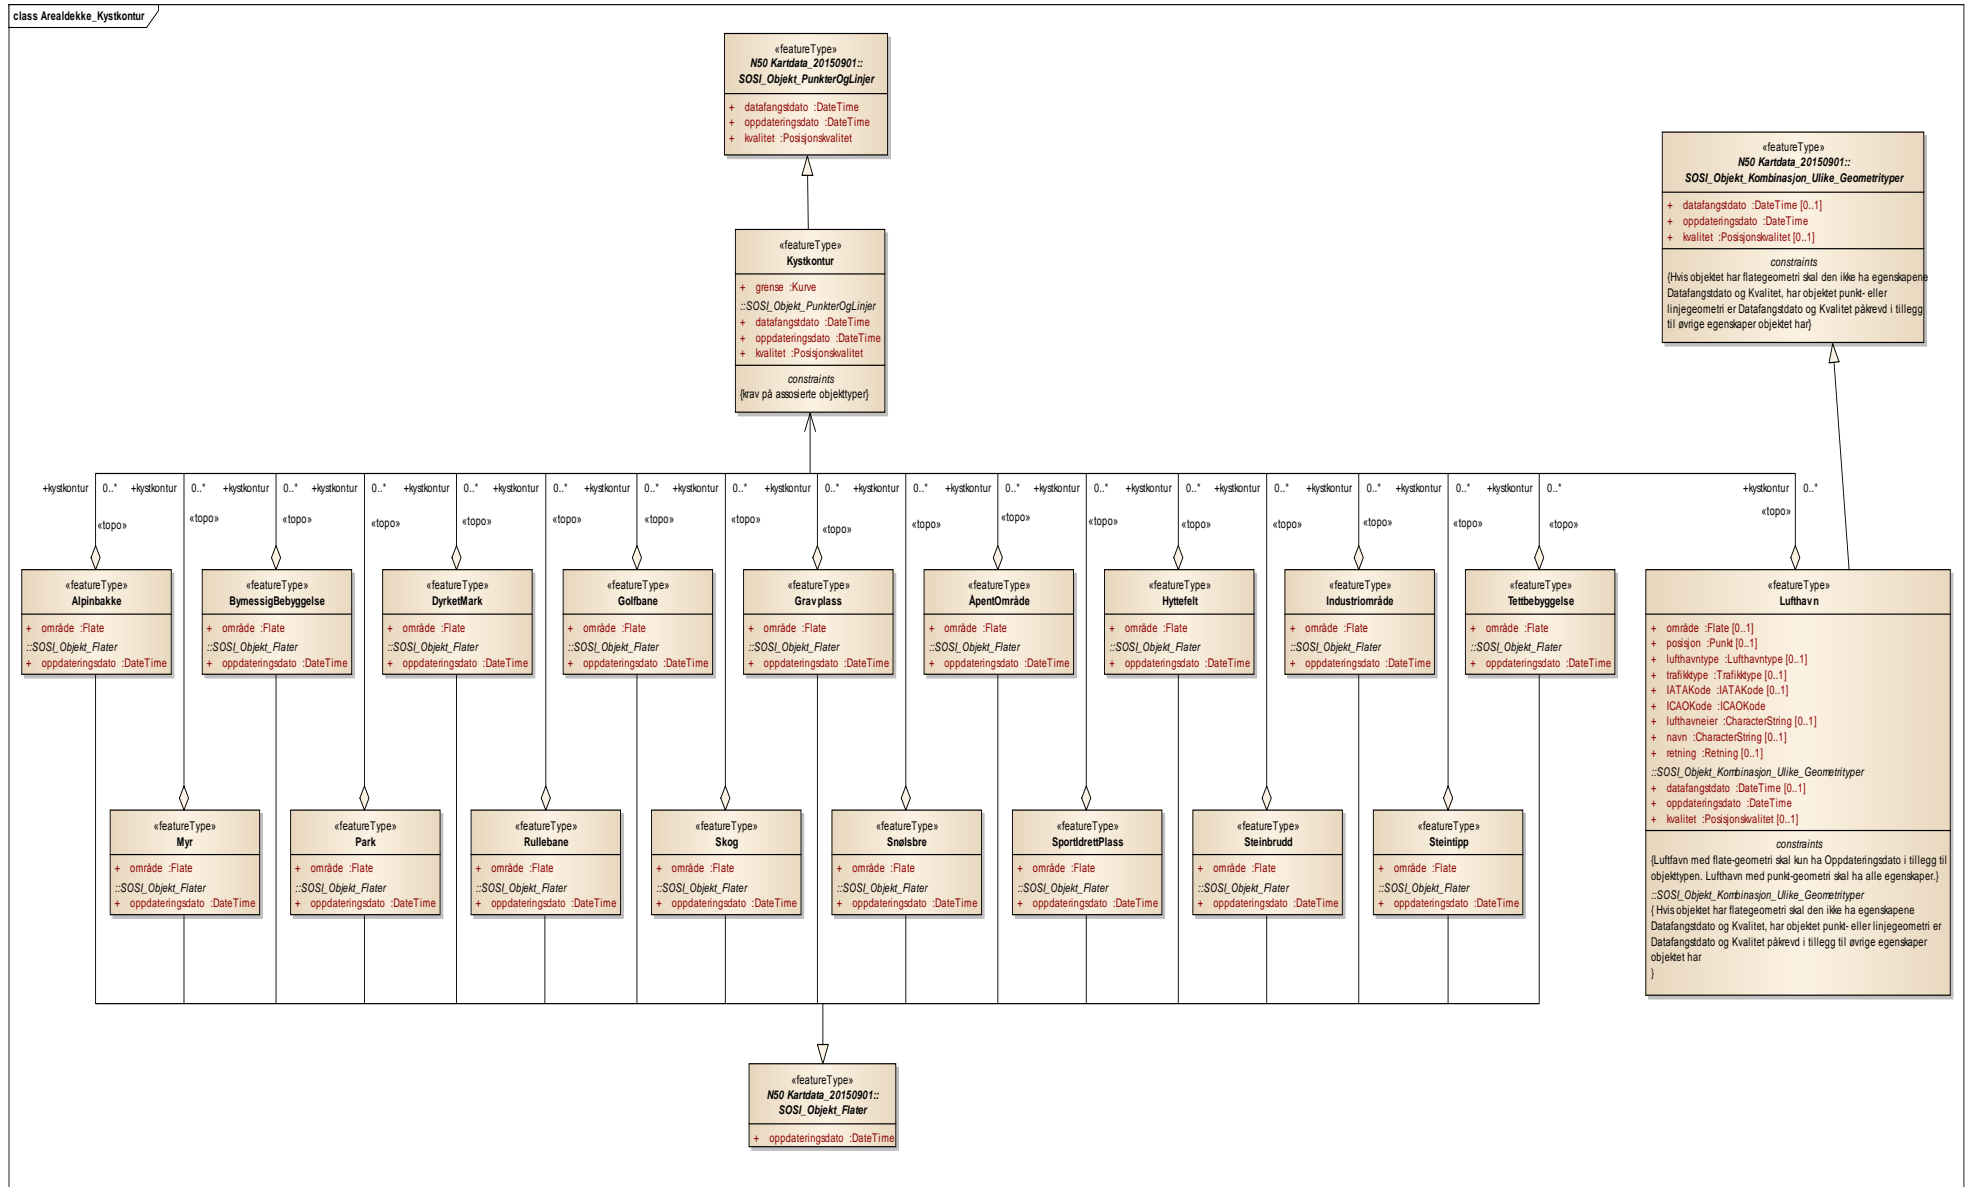 class Arealdekke_Kystkontur
«featureType»
N50 Kartdata_20150901::
SOSI_Objekt_PunkterOgLinjer
+ datafangstdato :DateTime
+ oppdateringsdato :DateTime
+ kvalitet :Posisjonskvalitet
«featureType»
N50 Kartdata_20150901::
SOSI_Objekt_Kombinasjon_Ulike_Geometrityper
+ datafangstdato :DateTime [0..1]
+ oppdateringsdato :DateTime
+ kvalitet :Posisjonskvalitet [0..1]
constraints
{Hvis objektet har flategeometri skal den ikke ha egenskapene
Datafangstdato og Kvalitet, har objektet punkt- eller
linjegeometri er Datafangstdato og Kvalitet påkrevd i tillegg
til øvrige egenskaper objektet har}
«featureType»
Kystkontur
+ grense :Kurve
::SOSI_Objekt_PunkterOgLinjer
+ datafangstdato :DateTime
+ oppdateringsdato :DateTime
+ kvalitet :Posisjonskvalitet
constraints
{krav på assosierte objekttyper}
+kystkontur 0..* +kystkontur 0..* +kystkontur 0..* +kystkontur 0..* +kystkontur 0..* +kystkontur 0..* +kystkontur 0..* +kystkontur 0..* +kystkontur 0..* +kystkontur 0..* +kystkontur 0..* +kystkontur 0..* +kystkontur 0..* +kystkontur 0..* +kystkontur 0..* +kystkontur 0..* +kystkontur 0..* +kystkontur 0..*
«topo» «topo» «topo» «topo» «topo» «topo» «topo» «topo» «topo» «topo» «topo» «topo» «topo» «topo» «topo» «topo» «topo» «topo»
«featureType»
Alpinbakke
+ område :Flate
::SOSI_Objekt_Flater
+ oppdateringsdato :DateTime
«featureType»
BymessigBebyggelse
+ område :Flate
::SOSI_Objekt_Flater
+ oppdateringsdato :DateTime
«featureType»
DyrketMark
+ område :Flate
::SOSI_Objekt_Flater
+ oppdateringsdato :DateTime
«featureType»
Golfbane
+ område :Flate
::SOSI_Objekt_Flater
+ oppdateringsdato :DateTime
«featureType»
Gravplass
+ område :Flate
::SOSI_Objekt_Flater
+ oppdateringsdato :DateTime
«featureType»
ÅpentOmråde
+ område :Flate
::SOSI_Objekt_Flater
+ oppdateringsdato :DateTime
«featureType»
Hyttefelt
+ område :Flate
::SOSI_Objekt_Flater
+ oppdateringsdato :DateTime
«featureType»
Industriområde
+ område :Flate
::SOSI_Objekt_Flater
+ oppdateringsdato :DateTime
«featureType»
Tettbebyggelse
+ område :Flate
::SOSI_Objekt_Flater
+ oppdateringsdato :DateTime
«featureType»
Lufthavn
+ område :Flate [0..1]
+ posisjon :Punkt [0..1]
+ lufthavntype :Lufthavntype [0..1]
+ trafikktype :Trafikktype [0..1]
+ IATAKode :IATAKode [0..1]
+ ICAOKode :ICAOKode
+ lufthavneier :CharacterString [0..1]
+ navn :CharacterString [0..1]
+ retning :Retning [0..1]
::SOSI_Objekt_Kombinasjon_Ulike_Geometrityper
+ datafangstdato :DateTime [0..1]
+ oppdateringsdato :DateTime
+ kvalitet :Posisjonskvalitet [0..1]
constraints
{Luftfavn med flate-geometri skal kun ha Oppdateringsdato i tillegg til
objekttypen. Lufthavn med punkt-geometri skal ha alle egenskaper.}
::SOSI_Objekt_Kombinasjon_Ulike_Geometrityper
{ Hvis objektet har flategeometri skal den ikke ha egenskapene
Datafangstdato og Kvalitet, har objektet punkt- eller linjegeometri er
Datafangstdato og Kvalitet påkrevd i tillegg til øvrige egenskaper
objektet har
}
«featureType»
Myr
+ område :Flate
::SOSI_Objekt_Flater
+ oppdateringsdato :DateTime
«featureType»
Park
+ område :Flate
::SOSI_Objekt_Flater
+ oppdateringsdato :DateTime
«featureType»
Rullebane
+ område :Flate
::SOSI_Objekt_Flater
+ oppdateringsdato :DateTime
«featureType»
Skog
+ område :Flate
::SOSI_Objekt_Flater
+ oppdateringsdato :DateTime
«featureType»
SnøIsbre
+ område :Flate
::SOSI_Objekt_Flater
+ oppdateringsdato :DateTime
«featureType»
SportIdrettPlass
+ område :Flate
::SOSI_Objekt_Flater
+ oppdateringsdato :DateTime
«featureType»
Steinbrudd
+ område :Flate
::SOSI_Objekt_Flater
+ oppdateringsdato :DateTime
«featureType»
Steintipp
+ område :Flate
::SOSI_Objekt_Flater
+ oppdateringsdato :DateTime
«featureType»
N50 Kartdata_20150901::
SOSI_Objekt_Flater
+ oppdateringsdato :DateTime